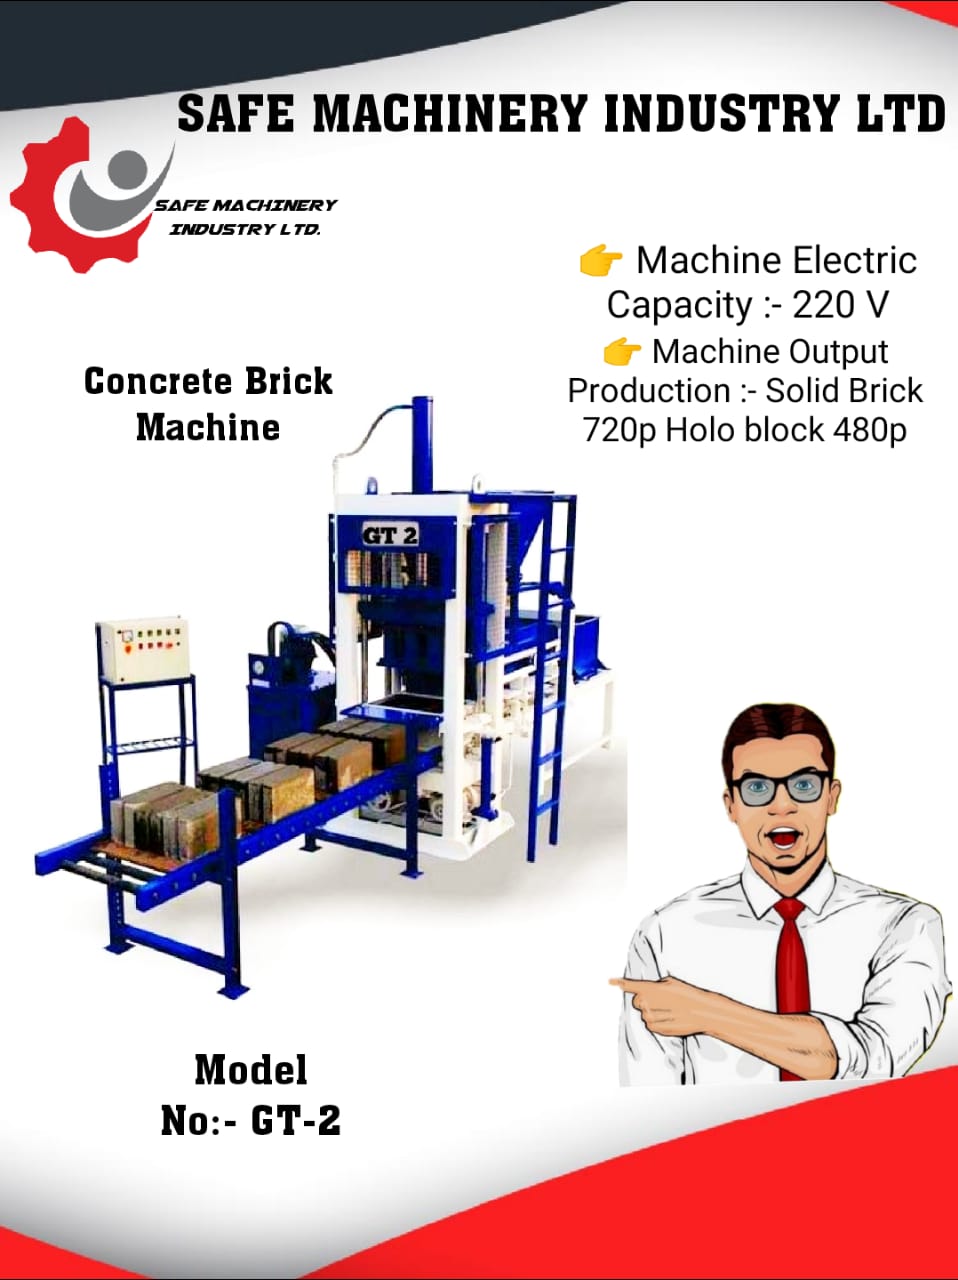 SAFE MACHINERY INDUSTRY LTD
SAFE MACHINERY
INDUSTRY LTD.
👉 Machine Electric
Capacity :- 220 V
👉 Machine Output
Production :- Solid Brick
720p Holo block 480p
Concrete Brick
Machine
GT 2
Model
No:- GT-2